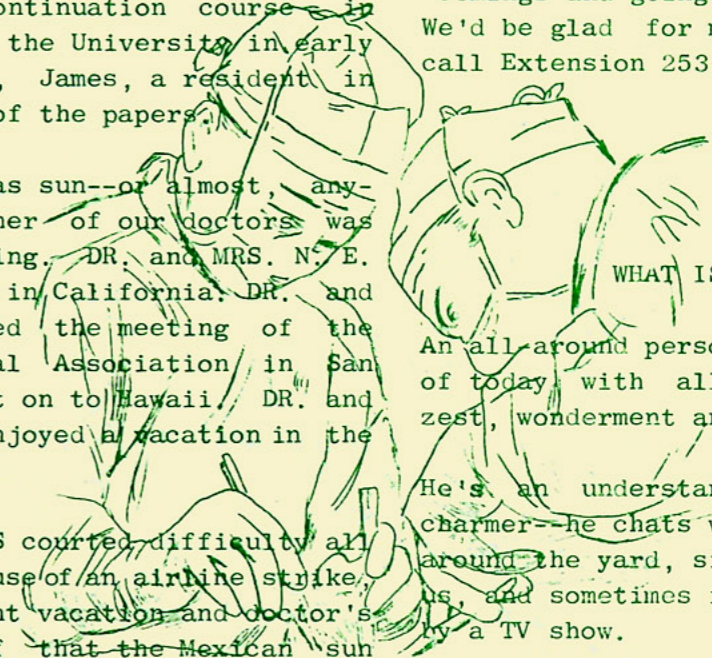 ontinuation course - in
the University in early
, James, a resident in
of the papers.
as sun--or almost, any-
her of our doctors was
ing. DR. and MRS. N. E.
in California. DR. and
ed the meeting of the
al Association in San
t on to Hawaii. DR. and
njoyed a vacation in the
S courted difficulty all
use of an airline strike,
nt vacation and doctor's
f that the Mexican sun
We'd be glad for
call Extension 253
WHAT IS
An all-around perso
of today with all
zest, wonderment an
He's an understan
charmer--he chats
around the yard, si
us, and sometimes
by a TV show.